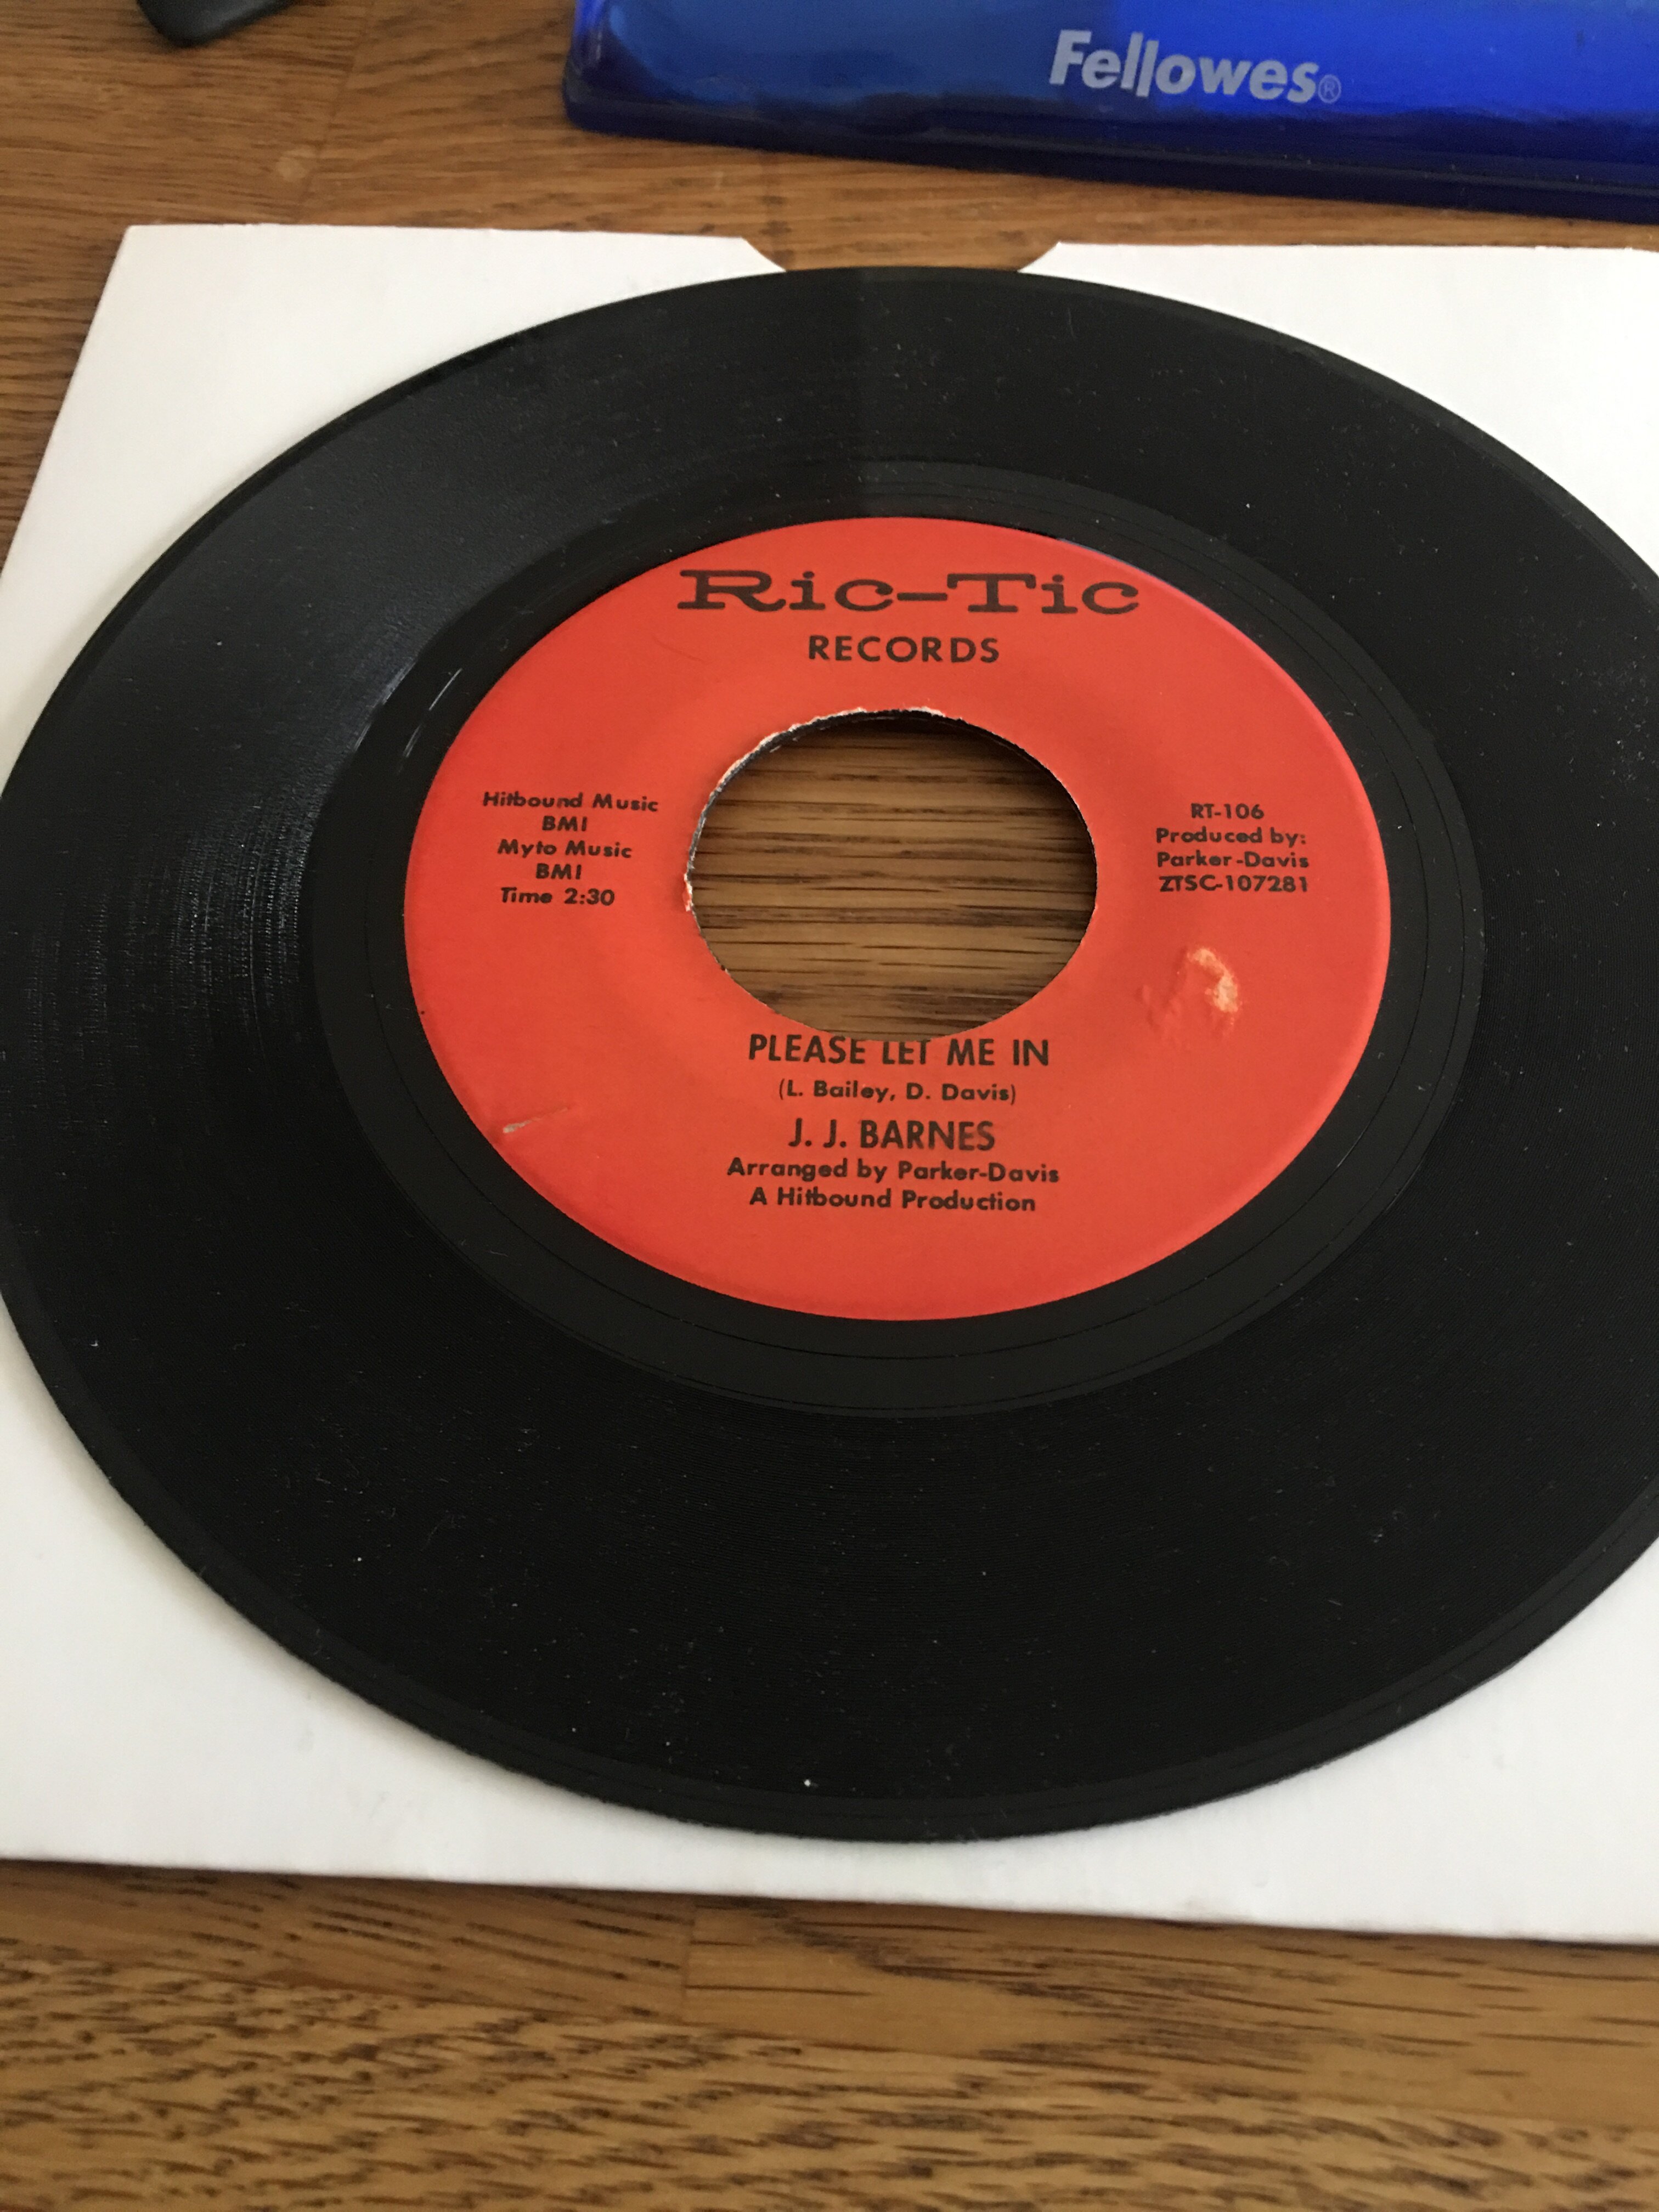 Fellowes®
Ric-Tic
RECORDS
Hitbound Music
BMI
Myto Music
BMI
Time 2:30
RT-106
Produced by:
Parker-Davis
ZTSC-107281
PLEASE LET ME IN
(L. Bailey, D. Davis)
J. J. BARNES
Arranged by Parker-Davis
A Hitbound Production